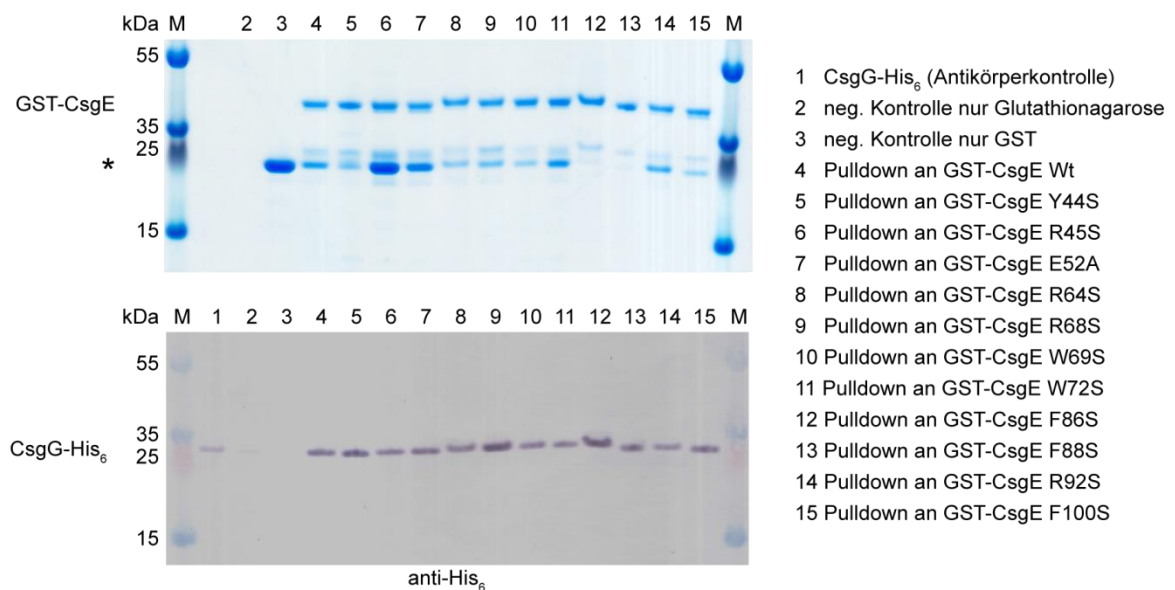 kDa M 2 3 4 5 6 7 8 9 10 11 12 13 14 15 M
55
GST-CsgE
35
25
*
15
kDa M 1 2 3 4 5 6 7 8 9 10 11 12 13 14 15 M
55
35
CsgG-His₆
25
15
anti-His₆
1 CsgG-His₆ (Antikörperkontrolle)
2 neg. Kontrolle nur Glutathionagarose
3 neg. Kontrolle nur GST
4 Pulldown an GST-CsgE Wt
5 Pulldown an GST-CsgE Y44S
6 Pulldown an GST-CsgE R45S
7 Pulldown an GST-CsgE E52A
8 Pulldown an GST-CsgE R64S
9 Pulldown an GST-CsgE R68S
10 Pulldown an GST-CsgE W69S
11 Pulldown an GST-CsgE W72S
12 Pulldown an GST-CsgE F86S
13 Pulldown an GST-CsgE F88S
14 Pulldown an GST-CsgE R92S
15 Pulldown an GST-CsgE F100S